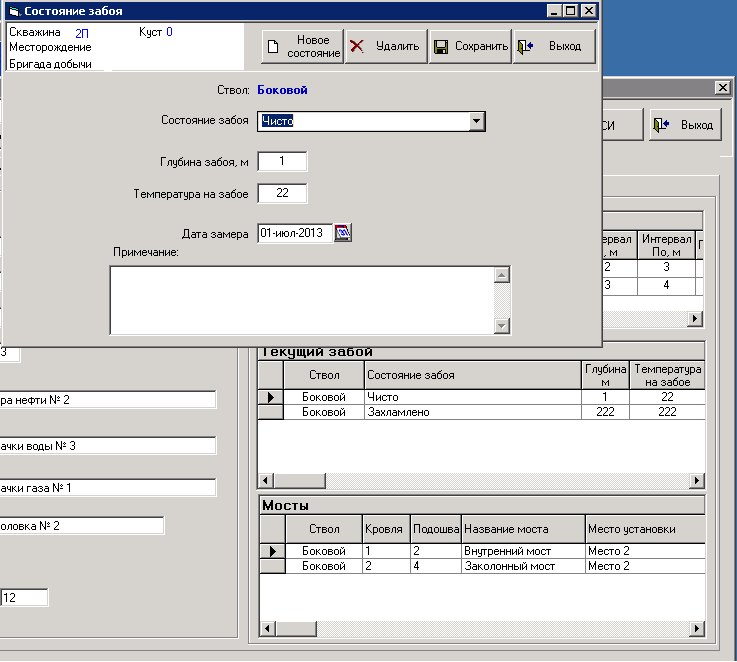 Состояние забоя
Скважина 2П Куст 0
Месторождение
Бригада добычи
Новое состояние
Удалить
Сохранить
Выход
Ствол: Боковой
Состояние забоя Чисто
Глубина забоя, м 1
Температура на забое 22
Дата замера 01-июл-2013
Примечание:
СИ
Выход
Интервал По, м
2 3
3 4
3
ра нефти № 2
ачки воды № 3
ачки газа № 1
оловка № 2
12
Текущий забой
Ствол Состояние забоя Глубина м Температура на забое
Боковой Чисто 1 22
Боковой Захламлено 222 222
Мосты
Ствол Кровля Подошва Название моста Место установки
Боковой 1 2 Внутренний мост Место 2
Боковой 2 4 Заколонный мост Место 2